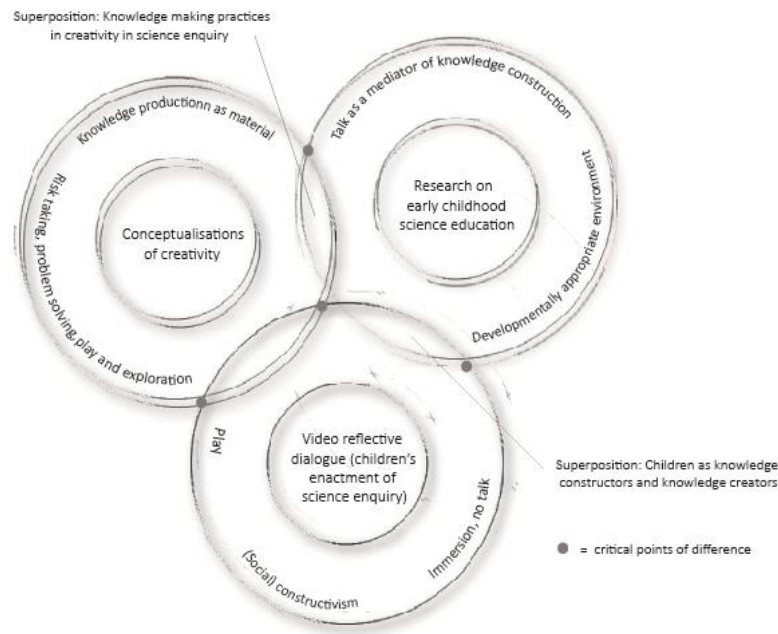 Superposition: Knowledge making practices
in creativity in science enquiry
Knowledge productionn as material
Risk taking, problem solving,play and exploration
Conceptualisations
of creativity
Talk as a mediator of knowledge construction
Research on
early childhood
science education
Developmentally appropriate environment
Video reflective
dialogue (children's
enactment of
science enquiry)
Play
(Social) constructivism
Immersion, no talk
Superposition: Children as knowledge
constructors and knowledge creators
= critical points of difference